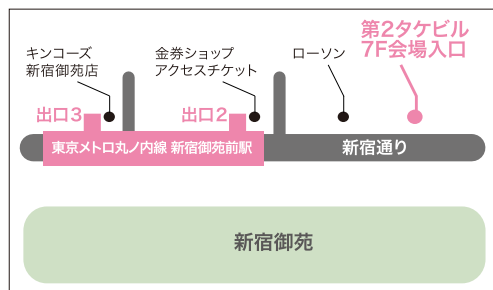 第2タケビル
7F会場入口
キンコーズ
新宿御苑店
金券ショップ
アクセスチケット
ローソン
出口3
出口2
東京メトロ丸ノ内線 新宿御苑前駅
新宿通り
新宿御苑